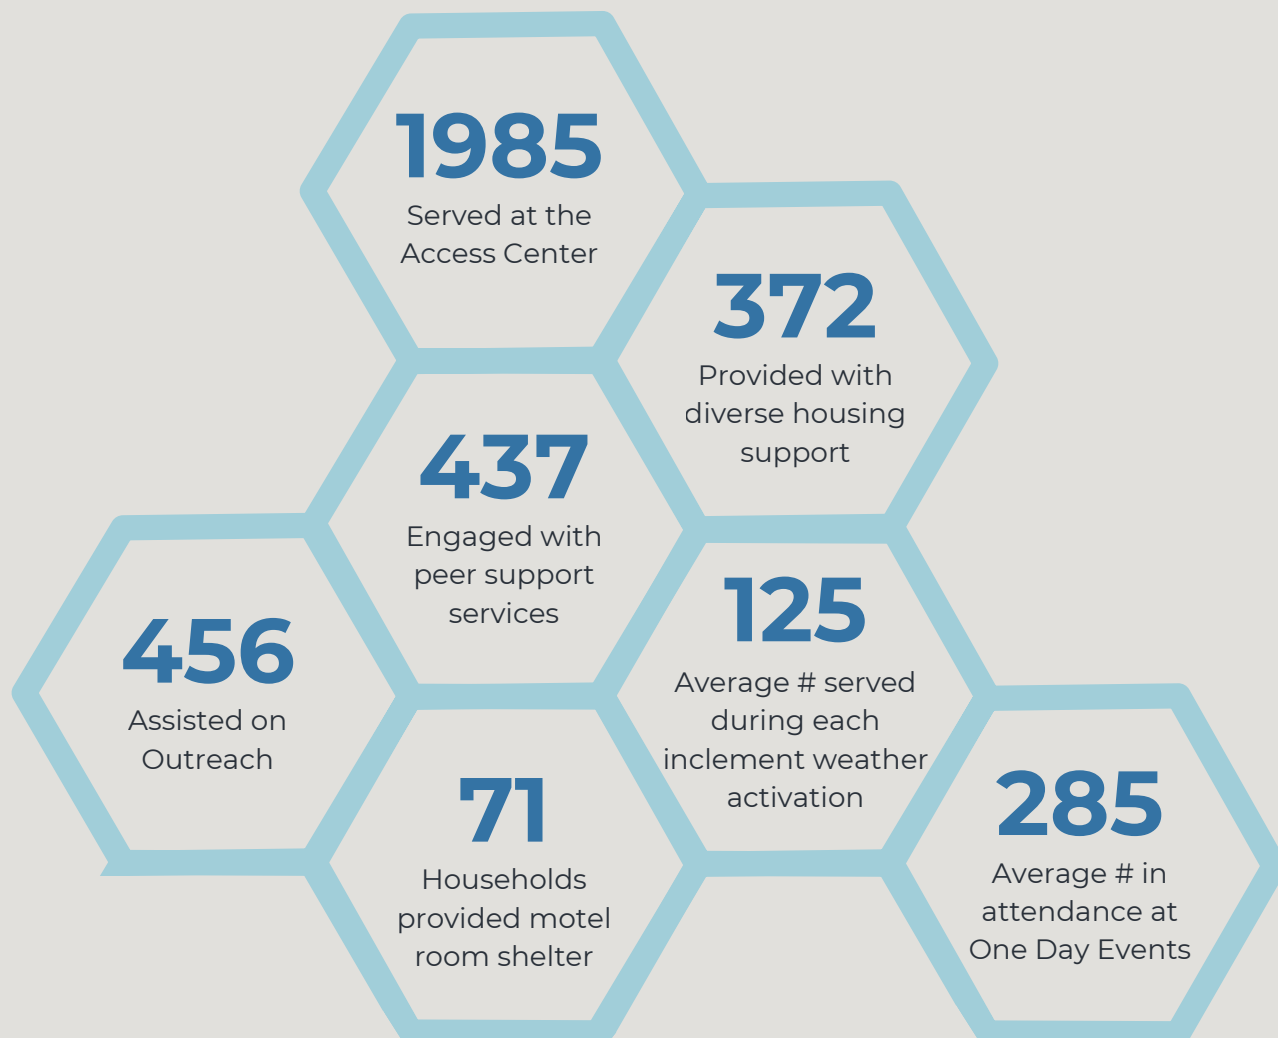 1985
Served at the
Access Center
372
Provided with
diverse housing
support
437
Engaged with
peer support
services
125
Average # served
during each
inclement weather
activation
456
Assisted on
Outreach
71
Households
provided motel
room shelter
285
Average # in
attendance at
One Day Events